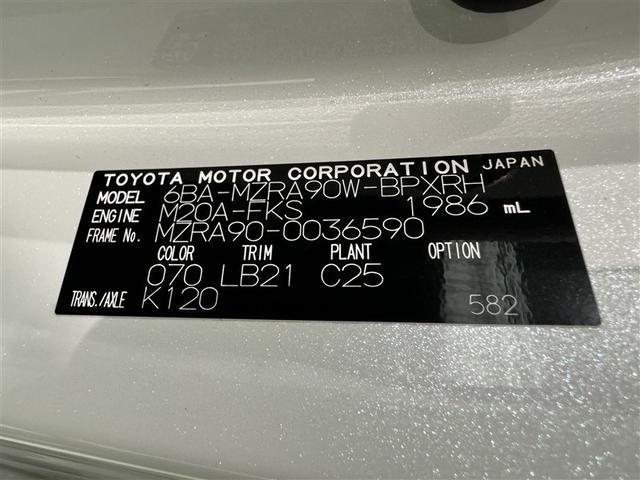 TOYOTA MOTOR CORPORATION JAPAN
MODEL 6BA-MZRA90W-BPXRH
ENGINE M20A-FKS 1986 mL
FRAME No. MZRA90-0036590
COLOR TRIM PLANT OPTION
070 LB21 C25
TRANS./AXLE K120 582